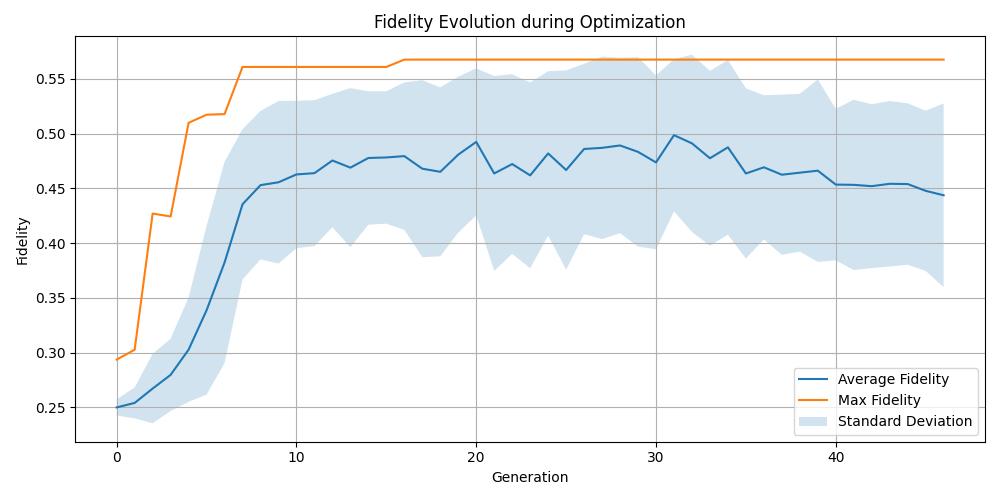 Fidelity Evolution during Optimization
Fidelity
0.55
0.50
0.45
0.40
0.35
0.30
0.25
0
10
20
30
40
Generation
Average Fidelity
Max Fidelity
Standard Deviation